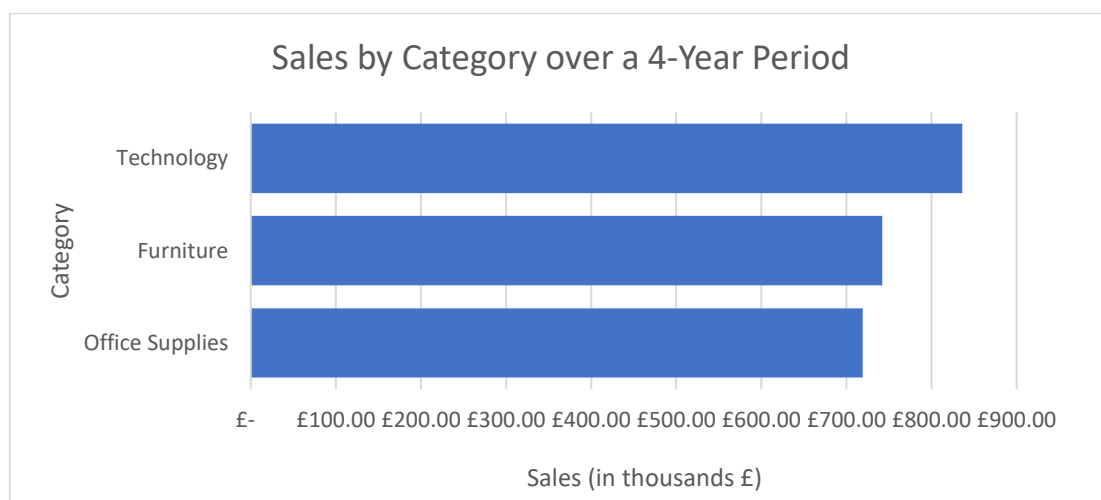 Sales by Category over a 4-Year Period
Technology
Furniture
Office Supplies
Category
£- £100.00 £200.00 £300.00 £400.00 £500.00 £600.00 £700.00 £800.00 £900.00
Sales (in thousands £)